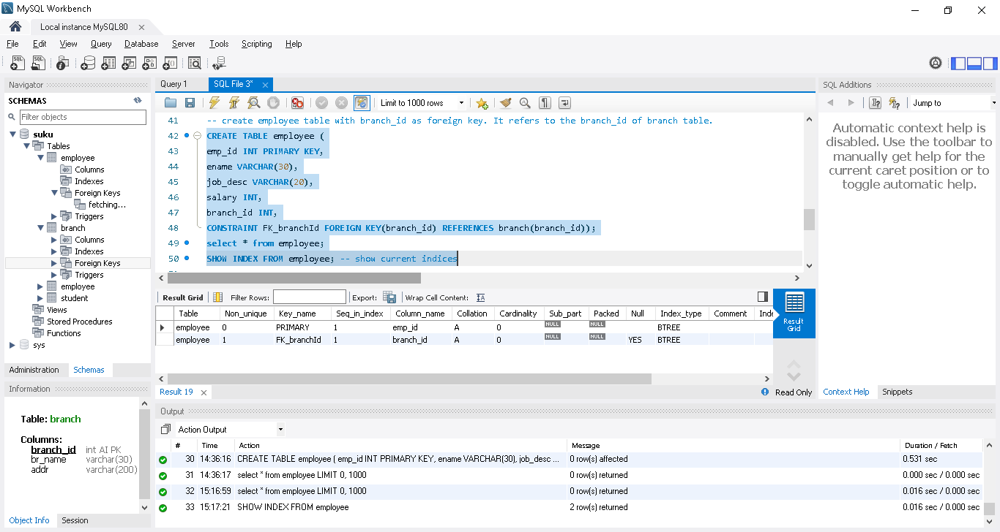 MySQL Workbench
Local instance MySQL80
File Edit View Query Database Server Tools Scripting Help
Navigator
SCHEMAS
Filter objects
suku
Tables
employee
Columns
Indexes
Foreign Keys
fetching...
Triggers
branch
Columns
Indexes
Foreign Keys
Triggers
employee
student
Views
Stored Procedures
Functions
sys
Administration Schemas
Information
Table: branch
Columns:
branch_id int AI PK
br_name varchar(30)
addr varchar(200)
Object Info Session
Query 1 SQL File 3*
Limit to 1000 rows
41 -- create employee table with branch_id as foreign key. It refers to the branch_id of branch table.
42 CREATE TABLE employee (
43 emp_id INT PRIMARY KEY,
44 ename VARCHAR(30),
45 job_desc VARCHAR(20),
46 salary INT,
47 branch_id INT,
48 CONSTRAINT FK_branchId FOREIGN KEY(branch_id) REFERENCES branch(branch_id));
49 select * from employee;
50 SHOW INDEX FROM employee; -- show current indices
Result Grid Filter Rows: Export: Wrap Cell Content: IA
Table Non_unique Key_name Seq_in_index Column_name Collation Cardinality Sub_part Packed Null Index_type Comment Inde
employee 0 PRIMARY 1 emp_id A 0 NULL NULL BTREE
employee 1 FK_branchId 1 branch_id A 0 NULL NULL YES BTREE
Result
Grid
Result 19
Read Only
Output
Action Output
# Time Action Message Duration / Fetch
30 14:36:16 CREATE TABLE employee ( emp_id INT PRIMARY KEY, ename VARCHAR(30), job_desc ... 0 row(s) affected 0.531 sec
31 14:36:17 select * from employee LIMIT 0, 1000 0 row(s) returned 0.000 sec / 0.000 sec
32 15:16:59 select * from employee LIMIT 0, 1000 0 row(s) returned 0.016 sec / 0.000 sec
33 15:17:21 SHOW INDEX FROM employee 2 row(s) returned 0.016 sec / 0.000 sec
SQL Additions
Jump to
Automatic context help is
disabled. Use the toolbar to
manually get help for the
current caret position or to
toggle automatic help.
Context Help Snippets